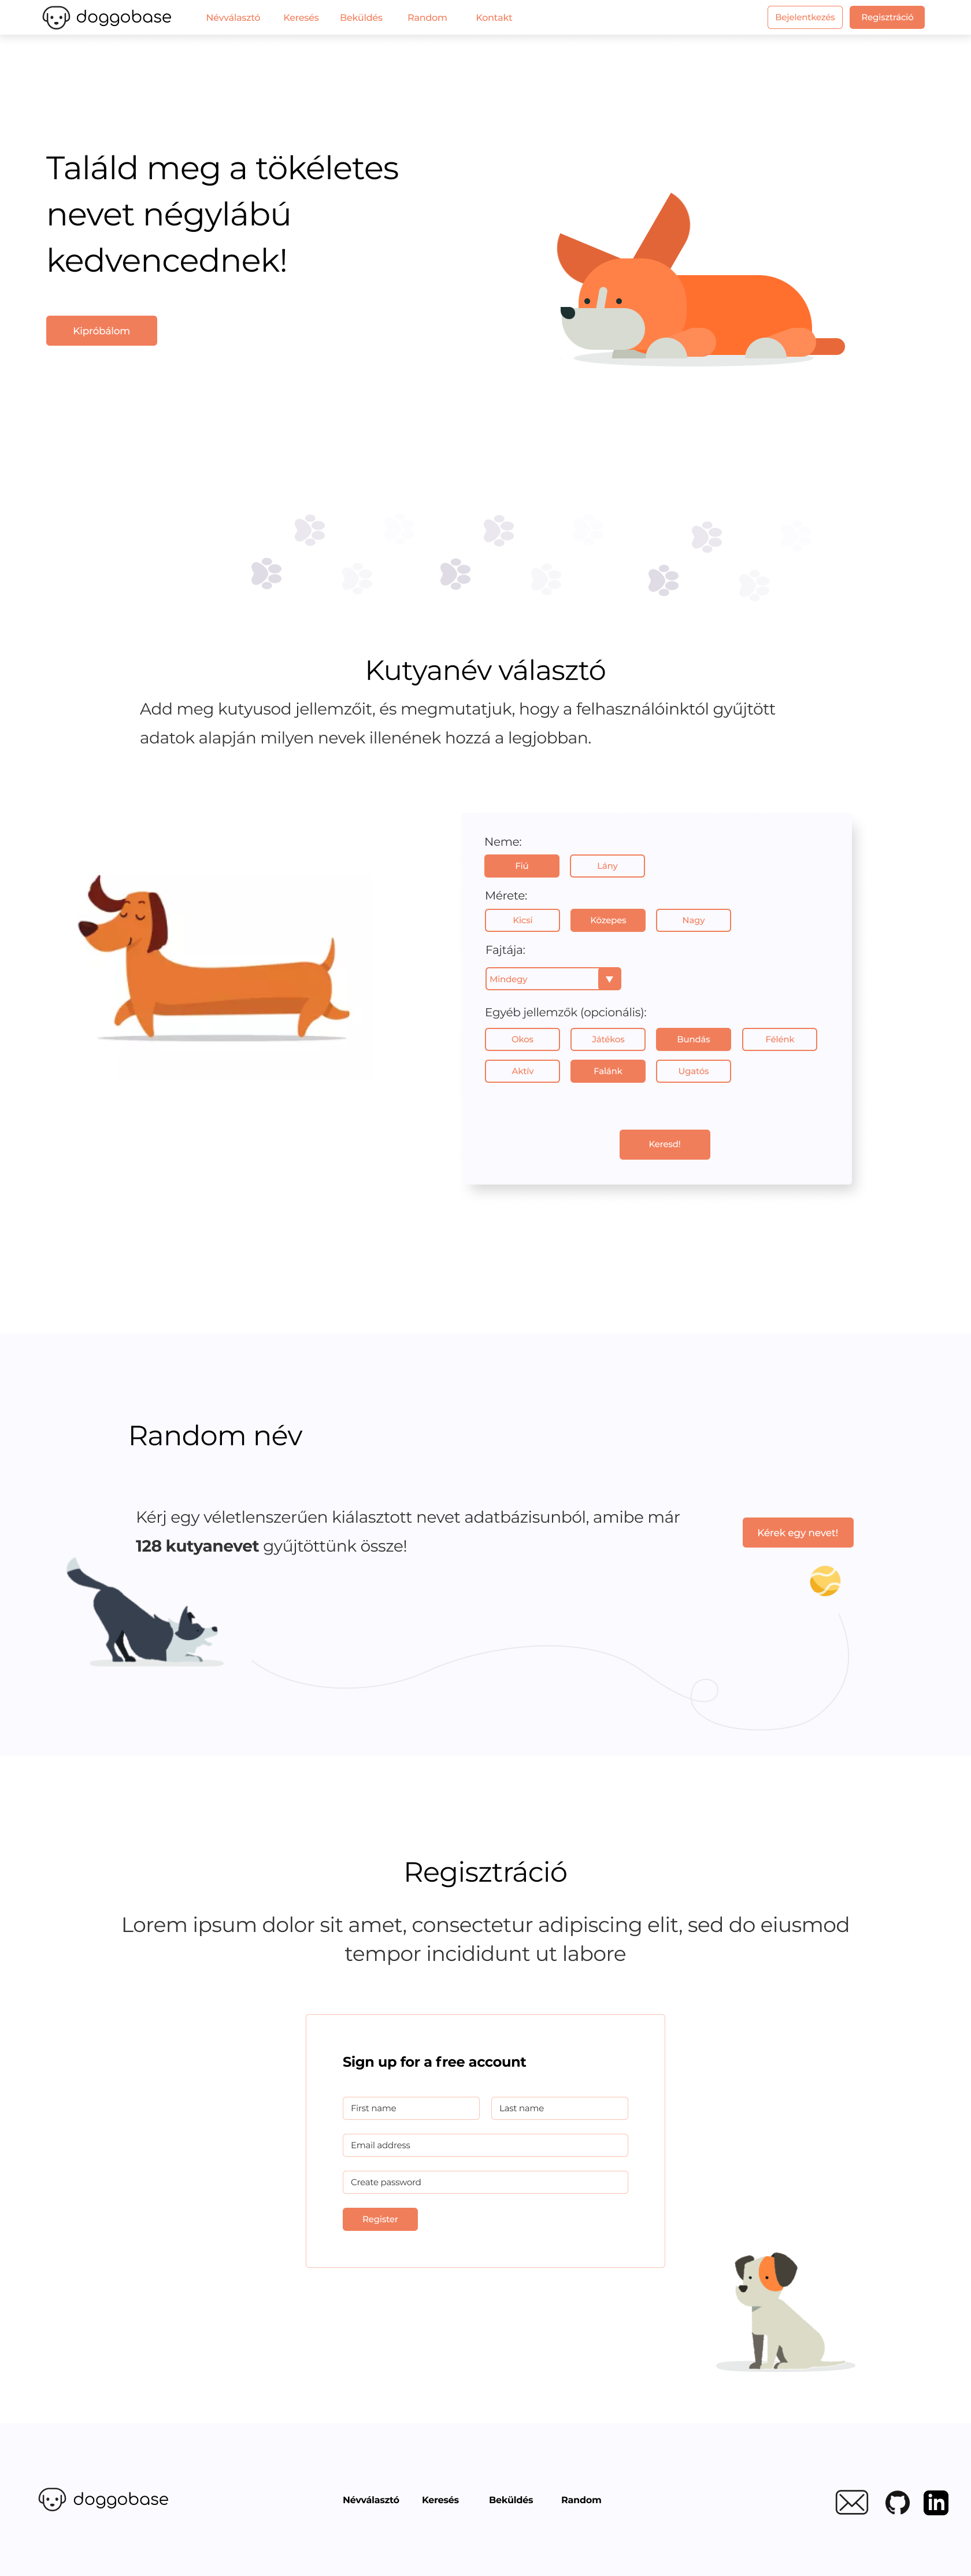 doggobase Névválasztó Keresés Beküldés Random Kontakt Bejelentkezés Regisztráció
Találd meg a tökéletes
nevet négylábú
kedvencednek!
Kipróbálom
Kutyanév választó
Add meg kutyusod jellemzőit, és megmutatjuk, hogy a felhasználóinktól gyűjtött
adatok alapján milyen nevek illenének hozzá a legjobban.
Neme:
Fiú Lány
Mérete:
Kicsi Közepes Nagy
Fajtája:
Mindegy
Egyéb jellemzők (opcionális):
Okos Játékos Bundás Félénk
Aktív Falánk Ugatós
Keresd!
Random név
Kérj egy véletlenszerűen kiálasztott nevet adatbázisunból, amibe már
128 kutyanevet gyűjtöttünk össze!
Kérek egy nevet!
Regisztráció
Lorem ipsum dolor sit amet, consectetur adipiscing elit, sed do eiusmod
tempor incididunt ut labore
Sign up for a free account
First name Last name
Email address
Create password
Register
doggobase Névválasztó Keresés Beküldés Random in